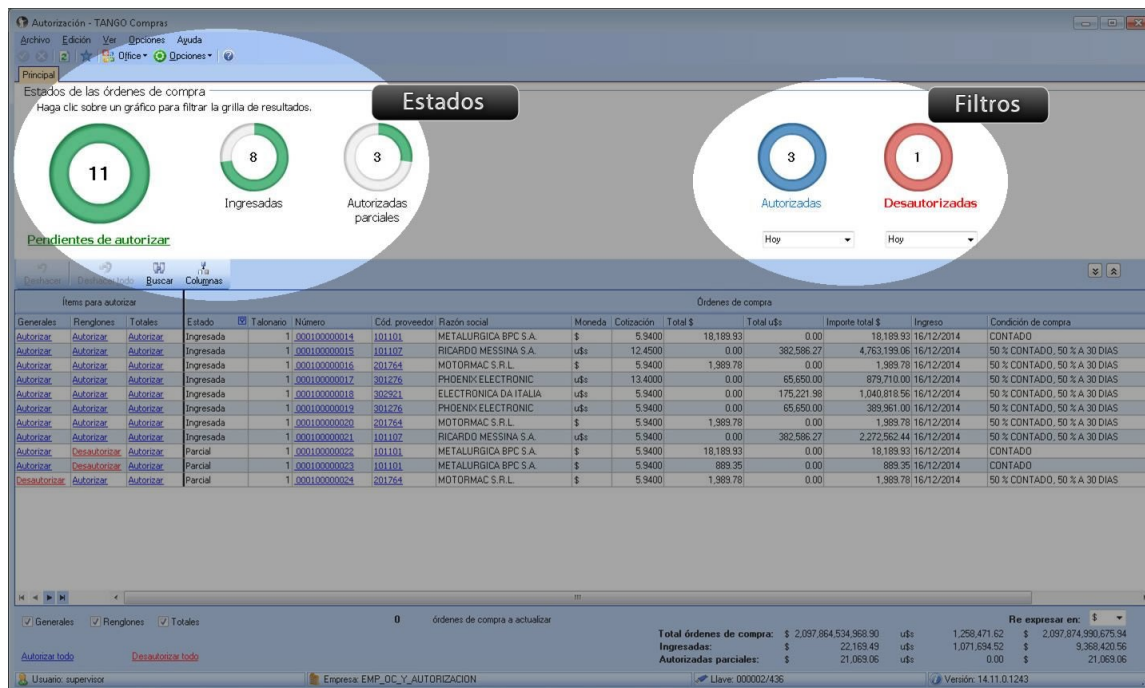 Autorización - TANGO Compras
Archivo Edición Ver Opciones Ayuda
Office Opciones
Principal
Estados de las órdenes de compra
Haga clic sobre un gráfico para filtrar la grilla de resultados.
Estados
Filtros
11
8
3
3
1
Ingresadas
Autorizadas parciales
Autorizadas
Desautorizadas
Pendientes de autorizar
Hoy
Hoy
Deshacer Deshacer todo Buscar Columnas
Ítems para autorizar Órdenes de compra
Generales Renglones Totales Estado Talonario Número Cód. proveedor Razón social Moneda Cotización Total $ Total u$s Importe total $ Ingreso Condición de compra
Autorizar Autorizar Autorizar Ingresada 1 000100000014 101101 METALURGICA BPC S.A. $ 5.9400 18,189.93 0.00 18,189.93 16/12/2014 CONTADO
Autorizar Autorizar Autorizar Ingresada 1 000100000015 101107 RICARDO MESSINA S.A. u$s 12.4500 0.00 382,586.27 4,763,199.06 16/12/2014 50 % CONTADO, 50 % A 30 DIAS
Autorizar Autorizar Autorizar Ingresada 1 000100000016 201764 MOTORMAC S.R.L. $ 5.9400 1,989.78 0.00 1,989.78 16/12/2014 50 % CONTADO, 50 % A 30 DIAS
Autorizar Autorizar Autorizar Ingresada 1 000100000017 301276 PHOENIX ELECTRONIC u$s 13.4000 0.00 65,650.00 879,710.00 16/12/2014 50 % CONTADO, 50 % A 30 DIAS
Autorizar Autorizar Autorizar Ingresada 1 000100000018 302921 ELECTRONICA DA ITALIA u$s 5.9400 0.00 175,221.98 1,040,818.56 16/12/2014 50 % CONTADO, 50 % A 30 DIAS
Autorizar Autorizar Autorizar Ingresada 1 000100000019 301276 PHOENIX ELECTRONIC u$s 5.9400 0.00 65,650.00 389,961.00 16/12/2014 50 % CONTADO, 50 % A 30 DIAS
Autorizar Autorizar Autorizar Ingresada 1 000100000020 201764 MOTORMAC S.R.L. $ 5.9400 1,989.78 0.00 1,989.78 16/12/2014 50 % CONTADO, 50 % A 30 DIAS
Autorizar Autorizar Autorizar Ingresada 1 000100000021 101107 RICARDO MESSINA S.A. u$s 5.9400 0.00 382,586.27 2,272,562.44 16/12/2014 50 % CONTADO, 50 % A 30 DIAS
Autorizar Desautorizar Autorizar Parcial 1 000100000022 101101 METALURGICA BPC S.A. $ 5.9400 18,189.93 0.00 18,189.93 16/12/2014 CONTADO
Autorizar Desautorizar Autorizar Parcial 1 000100000023 101101 METALURGICA BPC S.A. $ 5.9400 889.35 0.00 889.35 16/12/2014 CONTADO
Desautorizar Autorizar Autorizar Parcial 1 000100000024 201764 MOTORMAC S.R.L. $ 5.9400 1,989.78 0.00 1,989.78 16/12/2014 50 % CONTADO, 50 % A 30 DIAS
Generales Renglones Totales 0 órdenes de compra a actualizar Re expresar en: $
Total órdenes de compra: $ 2,097,864,534,968.90 u$s 1,258,471.62 $ 2,097,874,990,675.94
Ingresadas: $ 22,169.49 u$s 1,071,694.52 $ 9,368,420.56
Autorizar todo Desautorizar todo Autorizadas parciales: $ 21,069.06 u$s 0.00 $ 21,069.06
Usuario: supervisor Empresa: EMP_OC_Y_AUTORIZACION Llave: 000002/436 Versión: 14.11.0.1243